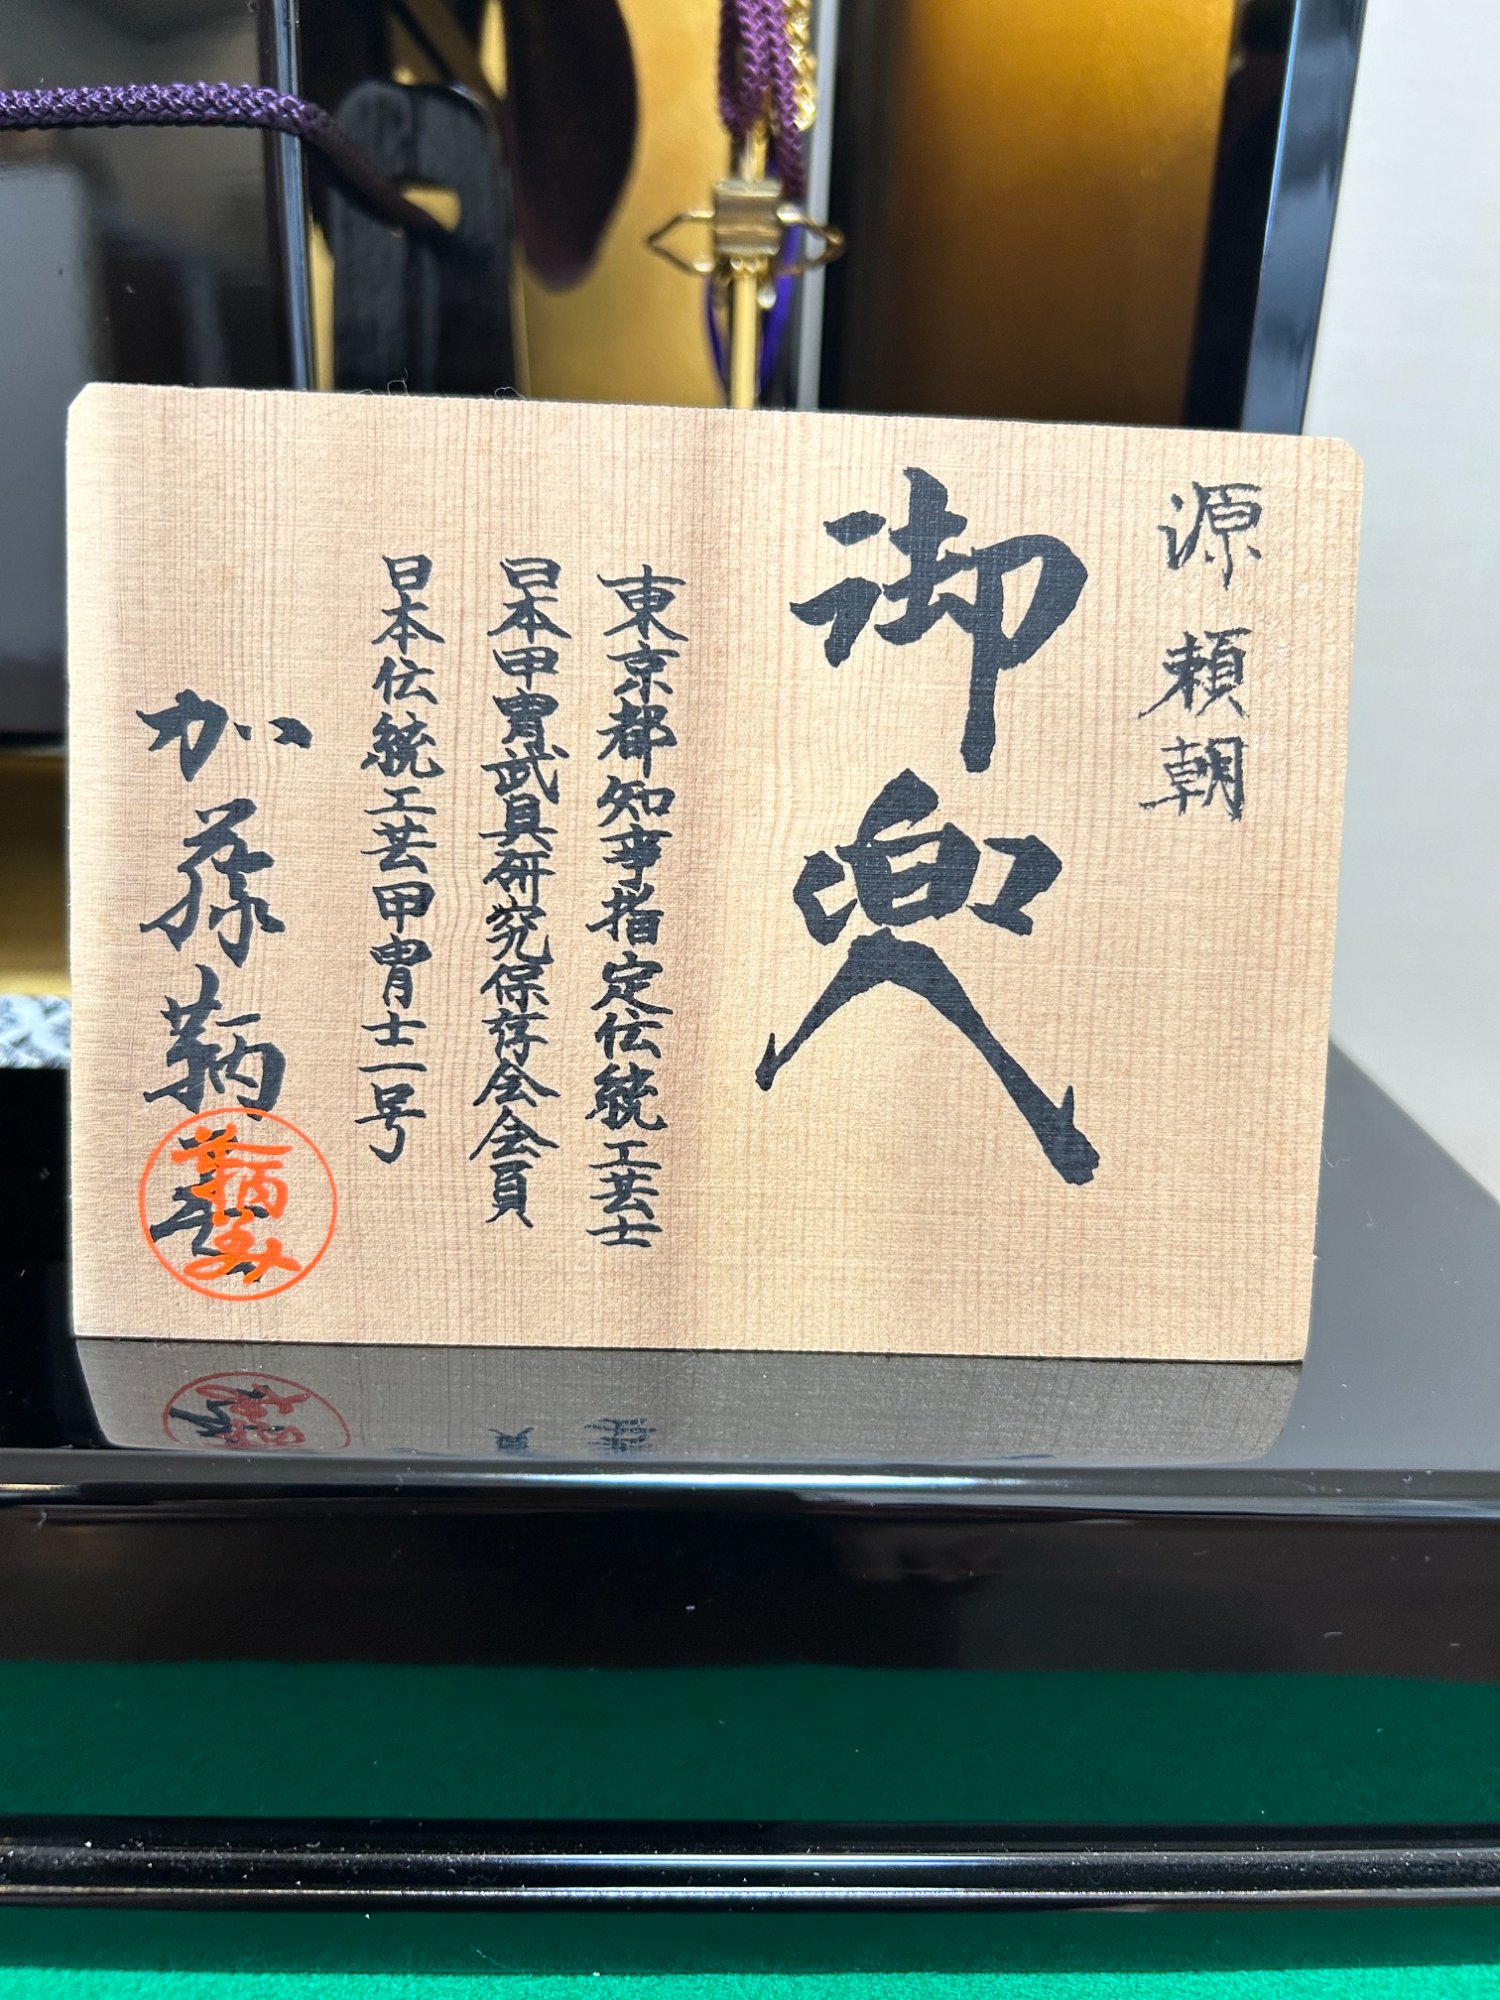 源頼朝
御兜
東京都知事指定伝統工芸士
日本甲冑武具研究保存会会員
日本伝統工芸甲冑士一号
加藤鞆美